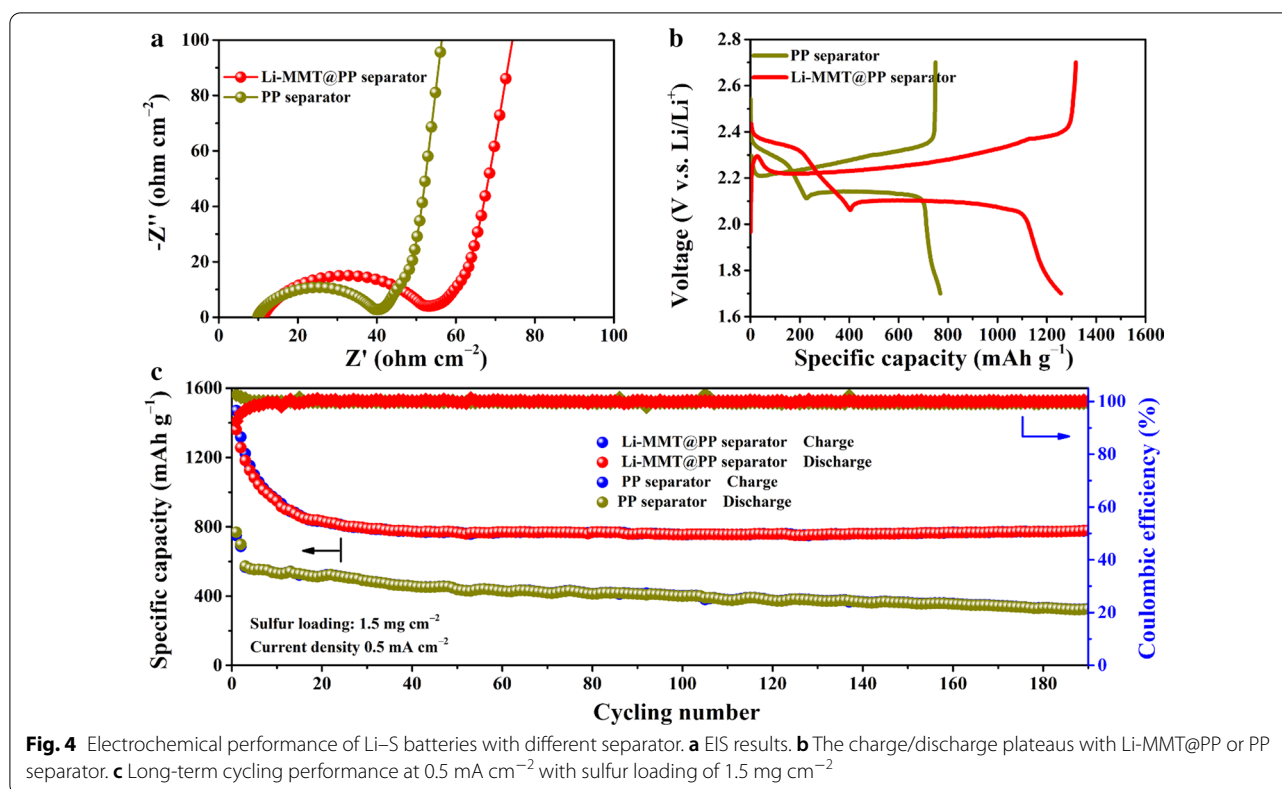 a
100
80
60
40
20
0
-Z'' (ohm cm⁻²)
Li-MMT@PP separator
PP separator
0 20 40 60 80 100
Z' (ohm cm⁻²)
b
2.8
2.6
2.4
2.2
2.0
1.8
1.6
Voltage (V v.s. Li/Li⁺)
PP separator
Li-MMT@PP separator
0 200 400 600 800 1000 1200 1400 1600
Specific capacity (mAh g⁻¹)
c
1600
1200
800
400
0
Specific capacity (mAh g⁻¹)
Li-MMT@PP separator Charge
Li-MMT@PP separator Discharge
PP separator Charge
PP separator Discharge
Sulfur loading: 1.5 mg cm⁻²
Current density 0.5 mA cm⁻²
100
80
60
40
20
0
Coulombic efficiency (%)
0 20 40 60 80 100 120 140 160 180
Cycling number
Fig. 4 Electrochemical performance of Li–S batteries with different separator. a EIS results. b The charge/discharge plateaus with Li-MMT@PP or PP
separator. c Long-term cycling performance at 0.5 mA cm⁻² with sulfur loading of 1.5 mg cm⁻²